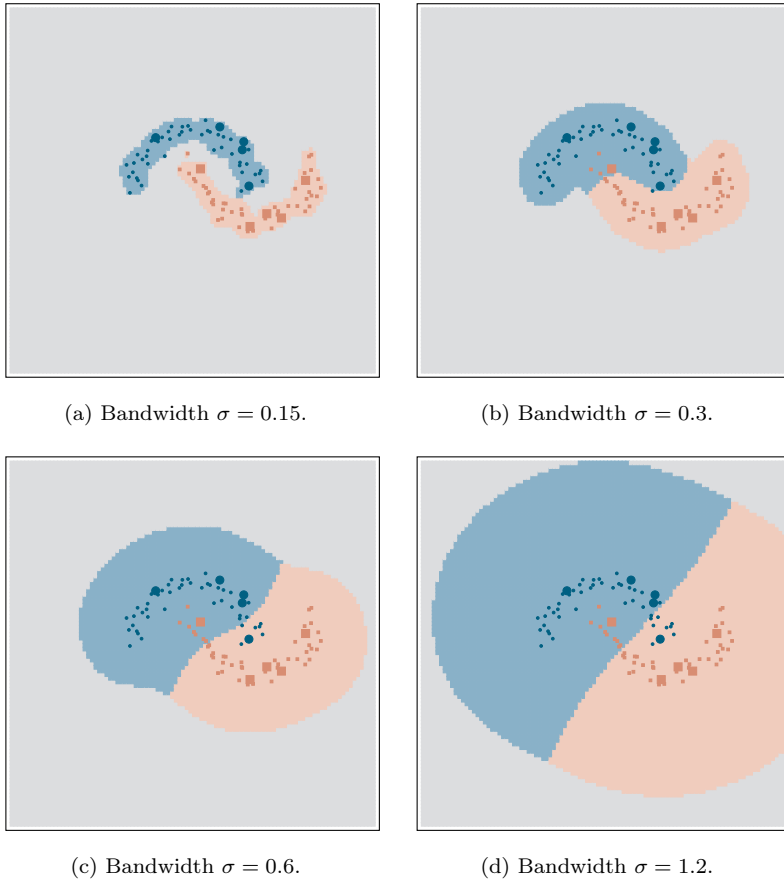 (a) Bandwidth σ = 0.15.
(b) Bandwidth σ = 0.3.
(c) Bandwidth σ = 0.6.
(d) Bandwidth σ = 1.2.